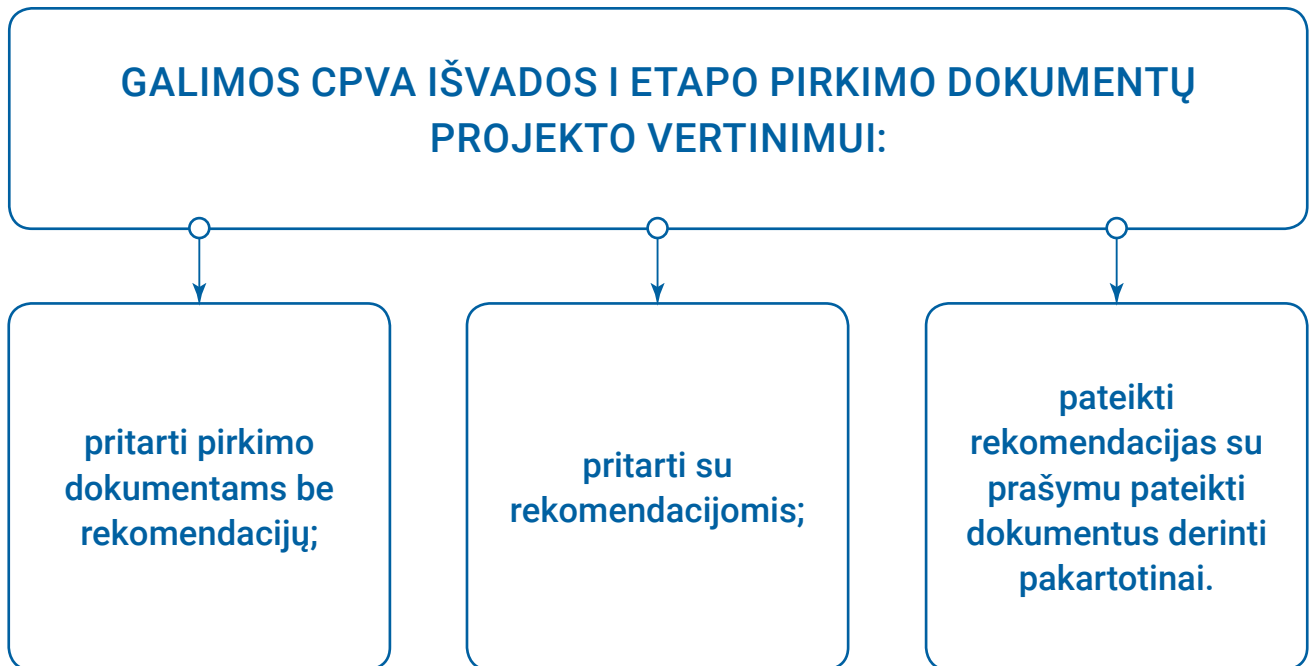 GALIMOS CPVA IŠVADOS I ETAPO PIRKIMO DOKUMENTŲ
PROJEKTO VERTINIMUI:
pritarti pirkimo
dokumentams be
rekomendacijų;
pritarti su
rekomendacijomis;
pateikti
rekomendacijas su
prašymu pateikti
dokumentus derinti
pakartotinai.